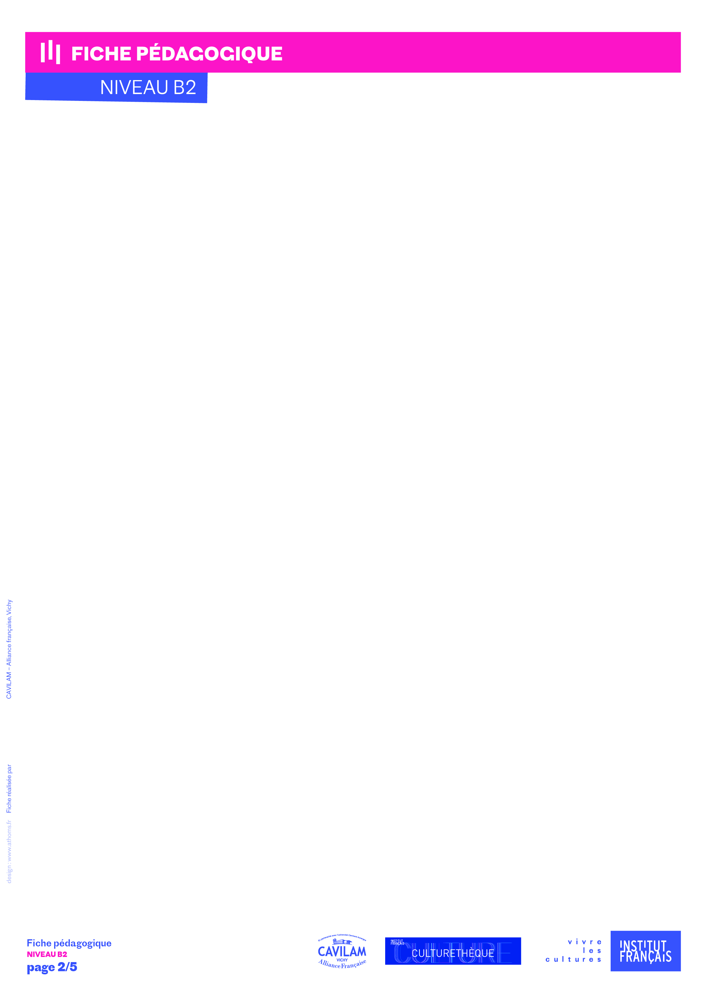 FICHE PÉDAGOGIQUE
NIVEAU B2
CAVILAM – Alliance française, Vichy
Fiche réalisée par
design : www.athoms.fr
Fiche pédagogique
NIVEAU B2
page 2/5
En partenariat avec l'université Clermont Auvergne
CAVILAM
VICHY
Alliance Française
INSTITUT
FRANÇAIS
CULTURE
CULTURETHÈQUE
vivre
les
cultures
INSTITUT
FRANÇAIS